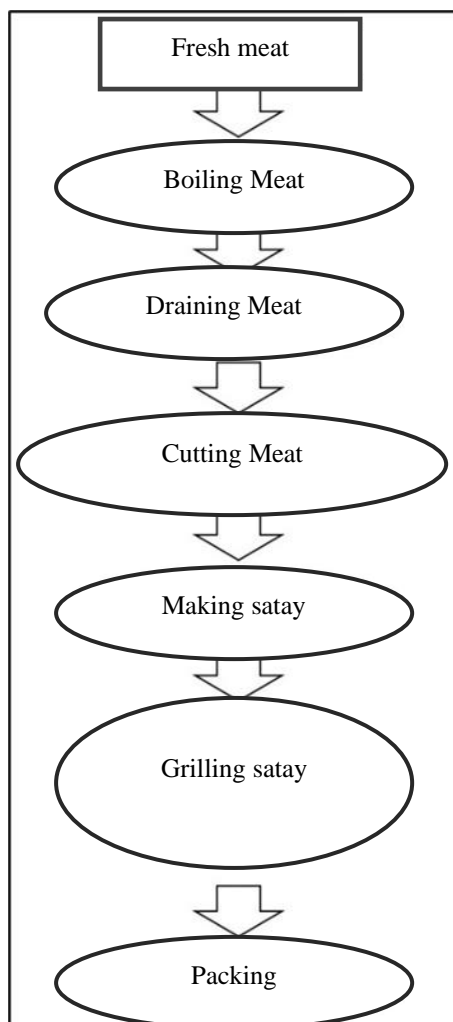 Fresh meat
Boiling Meat
Draining Meat
Cutting Meat
Making satay
Grilling satay
Packing